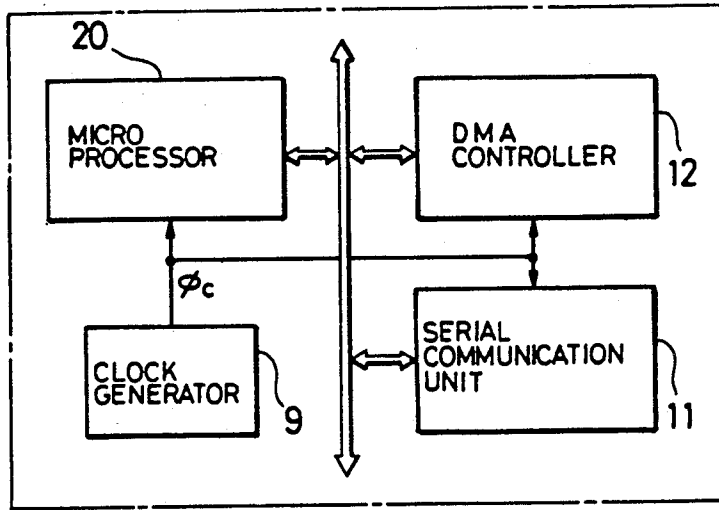 20
MICRO
PROCESSOR
DMA
CONTROLLER
12
φc
CLOCK
GENERATOR
9
SERIAL
COMMUNICATION
UNIT
11